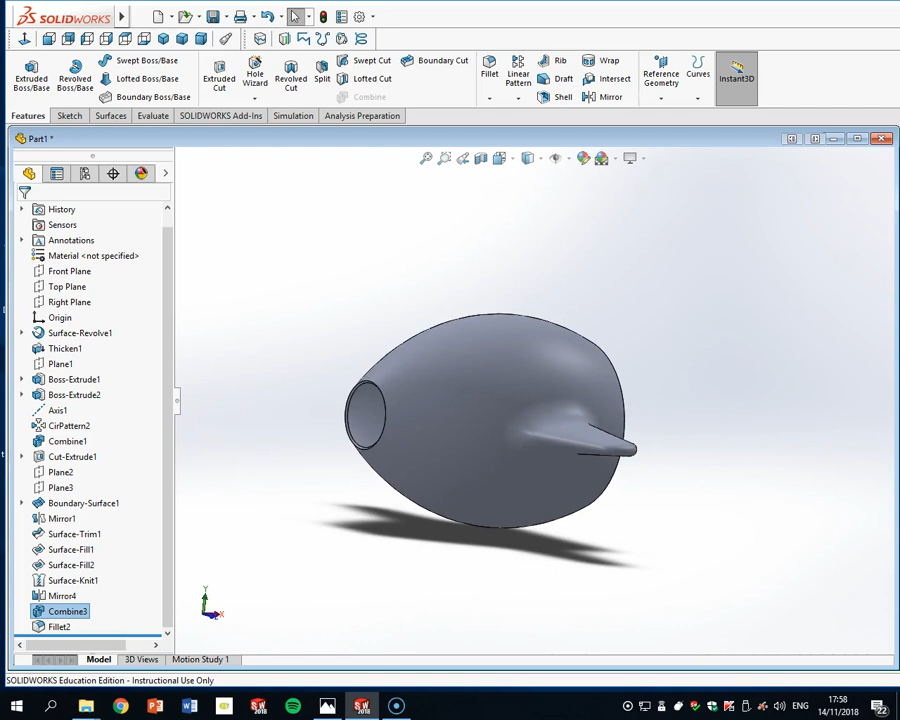 SOLIDWORKS
Extruded Boss/Base
Revolved Boss/Base
Swept Boss/Base
Lofted Boss/Base
Boundary Boss/Base
Extruded Cut
Hole Wizard
Revolved Cut
Split
Swept Cut
Lofted Cut
Combine
Boundary Cut
Fillet
Linear Pattern
Rib
Draft
Shell
Wrap
Intersect
Mirror
Reference Geometry
Curves
Instant3D
Features Sketch Surfaces Evaluate SOLIDWORKS Add-Ins Simulation Analysis Preparation
Part1 *
History
Sensors
Annotations
Material <not specified>
Front Plane
Top Plane
Right Plane
Origin
Surface-Revolve1
Thicken1
Plane1
Boss-Extrude1
Boss-Extrude2
Axis1
CirPattern2
Combine1
Cut-Extrude1
Plane2
Plane3
Boundary-Surface1
Mirror1
Surface-Trim1
Surface-Fill1
Surface-Fill2
Surface-Knit1
Mirror4
Combine3
Fillet2
Y
X
Model 3D Views Motion Study 1
SOLIDWORKS Education Edition - Instructional Use Only
ENG
17:58
14/11/2018
22